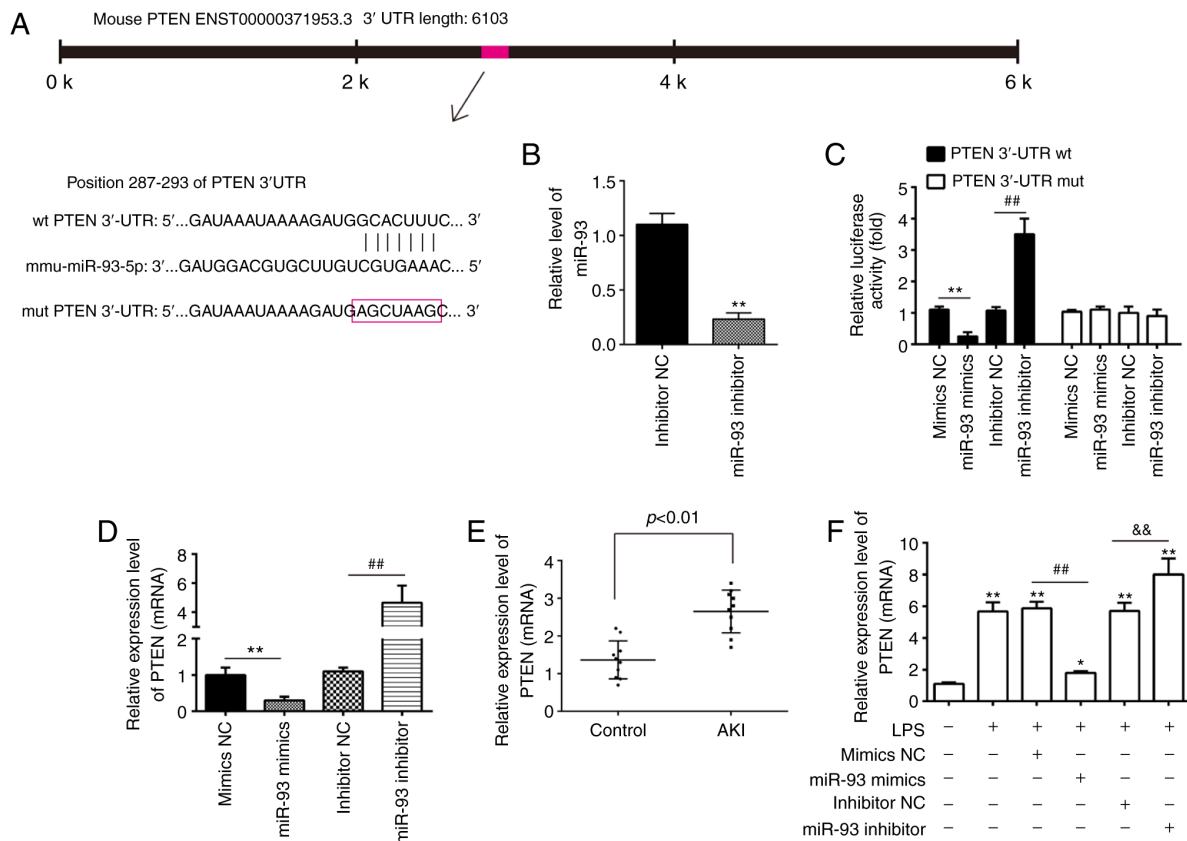 A
Mouse PTEN ENST00000371953.3 3′ UTR length: 6103
0 k 2 k 4 k 6 k
Position 287-293 of PTEN 3′UTR
wt PTEN 3′-UTR: 5′...GAUAAAUAAAAGAUGGCACUUUC... 3′
mmu-miR-93-5p: 3′...GAUGGACGUGCUUGUCGUGAAAC... 5′
mut PTEN 3′-UTR: 5′...GAUAAAUAAAAGAUGAGCUAAGC... 3′
B
Relative level of
miR-93
1.5
1.0
0.5
0.0
**
Inhibitor NC
miR-93 inhibitor
C
PTEN 3′-UTR wt
PTEN 3′-UTR mut
Relative luciferase
activity (fold)
5
4
3
2
1
0
**
##
Mimics NC
miR-93 mimics
Inhibitor NC
miR-93 inhibitor
Mimics NC
miR-93 mimics
Inhibitor NC
miR-93 inhibitor
D
Relative expression level
of PTEN (mRNA)
8
6
4
2
1
0
**
##
Mimics NC
miR-93 mimics
Inhibitor NC
miR-93 inhibitor
E
Relative expression level of
PTEN (mRNA)
4
3
2
1
0
p<0.01
Control AKI
F
Relative expression level of
PTEN (mRNA)
10
8
6
4
2
0
**
**
##
*
**
&&
**
LPS − + + + + +
Mimics NC − − + − − −
miR-93 mimics − − − + − −
Inhibitor NC − − − − + −
miR-93 inhibitor − − − − − +